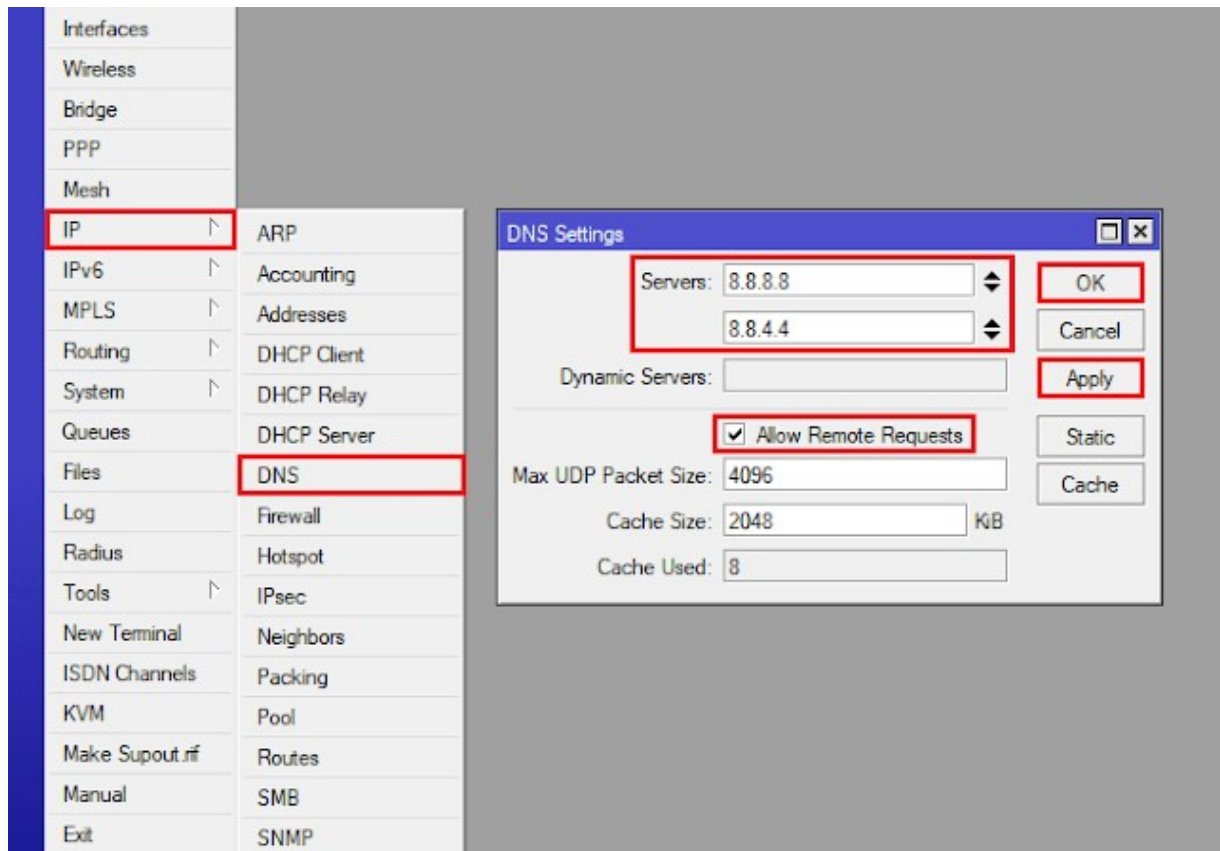 Interfaces
Wireless
Bridge
PPP
Mesh
IP
IPv6
MPLS
Routing
System
Queues
Files
Log
Radius
Tools
New Terminal
ISDN Channels
KVM
Make Supout.rif
Manual
Exit
ARP
Accounting
Addresses
DHCP Client
DHCP Relay
DHCP Server
DNS
Firewall
Hotspot
IPsec
Neighbors
Packing
Pool
Routes
SMB
SNMP
DNS Settings
Servers: 8.8.8.8
8.8.4.4
Dynamic Servers:
Allow Remote Requests
Max UDP Packet Size: 4096
Cache Size: 2048 KiB
Cache Used: 8
OK
Cancel
Apply
Static
Cache